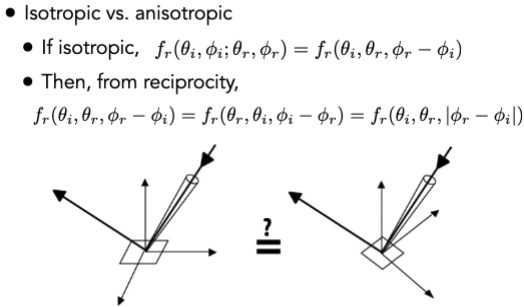 • Isotropic vs. anisotropic
• If isotropic, f_r(θ_i, ϕ_i; θ_r, ϕ_r) = f_r(θ_i, θ_r, ϕ_r − ϕ_i)
• Then, from reciprocity,
f_r(θ_i, θ_r, ϕ_r − ϕ_i) = f_r(θ_r, θ_i, ϕ_i − ϕ_r) = f_r(θ_i, θ_r, |ϕ_r − ϕ_i|)
?
=